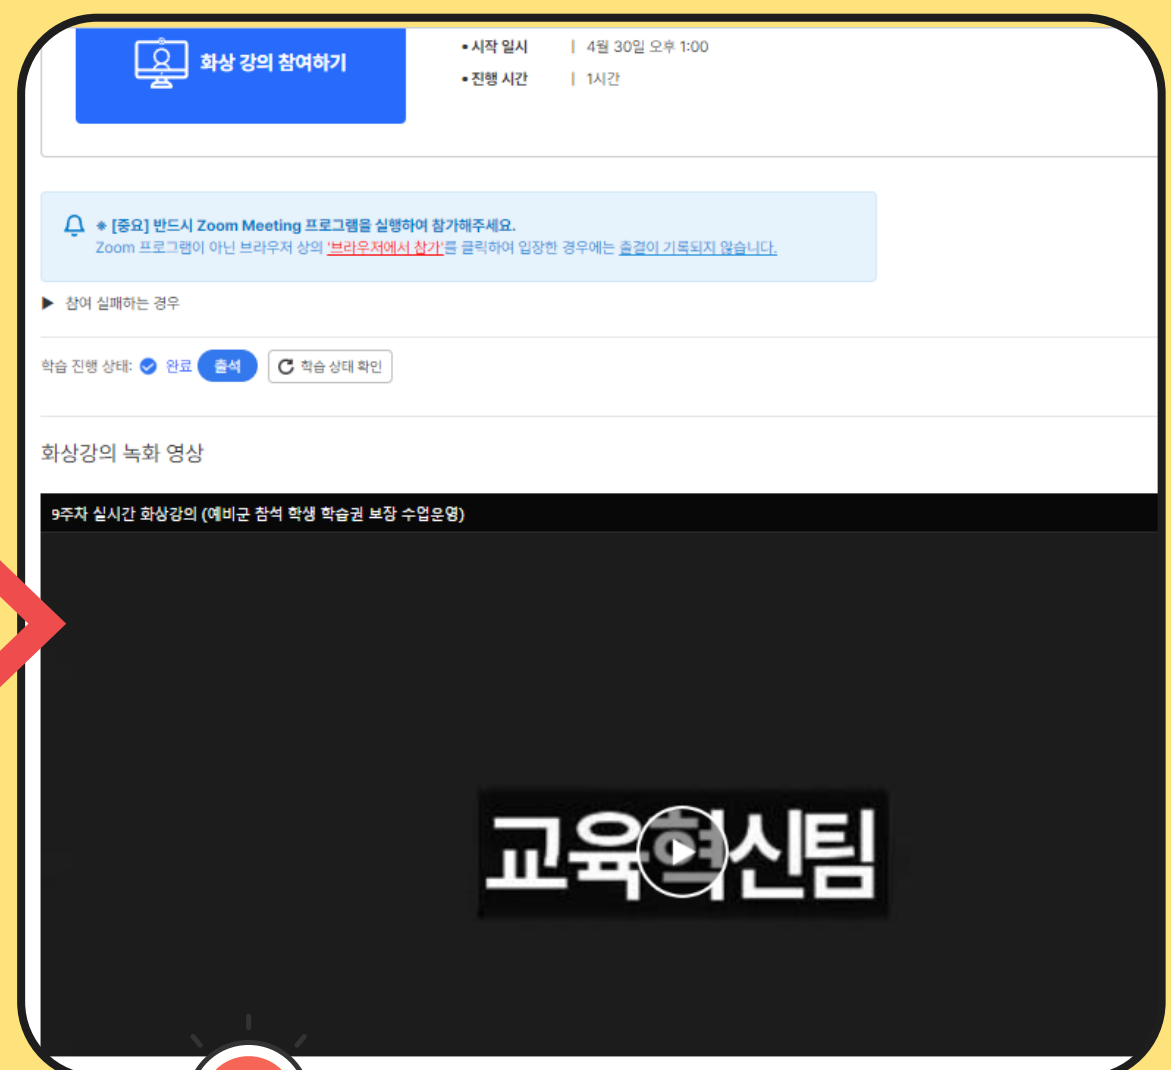 화상 강의 참여하기
• 시작 일시 | 4월 30일 오후 1:00
• 진행 시간 | 1시간
※ [중요] 반드시 Zoom Meeting 프로그램을 실행하여 참가해주세요.
Zoom 프로그램이 아닌 브라우저 상의 '브라우저에서 참가'를 클릭하여 입장한 경우에는 출결이 기록되지 않습니다.
▶ 참여 실패하는 경우
학습 진행 상태: 완료 출석 학습 상태 확인
화상강의 녹화 영상
9주차 실시간 화상강의 (예비군 참석 학생 학습권 보장 수업운영)
교육혁신팀